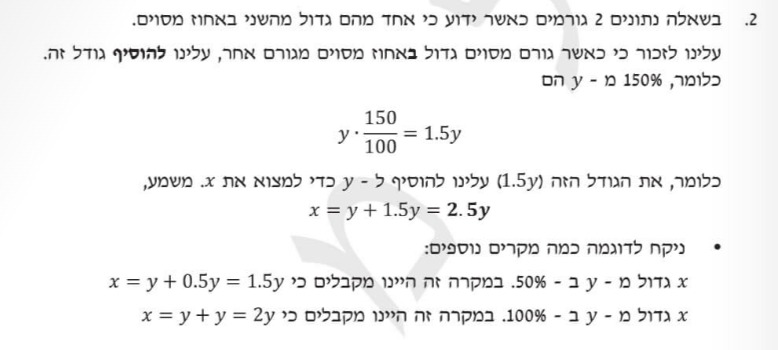 2. בשאלה נתונים 2 גורמים כאשר ידוע כי אחד מהם גדול מהשני באחוז מסוים.
עלינו לזכור כי כאשר גורם מסוים גדול באחוז מסוים מגורם אחר, עלינו להוסיף גודל זה.
כלומר, 150% מ - y הם
y · 150/100 = 1.5y
כלומר, את הגודל הזה (1.5y) עלינו להוסיף ל - y כדי למצוא את x. משמע,
x = y + 1.5y = 2.5y
• ניקח לדוגמה כמה מקרים נוספים:
x גדול מ - y ב - 50%. במקרה זה היינו מקבלים כי x = y + 0.5y = 1.5y
x גדול מ - y ב - 100%. במקרה זה היינו מקבלים כי x = y + y = 2y